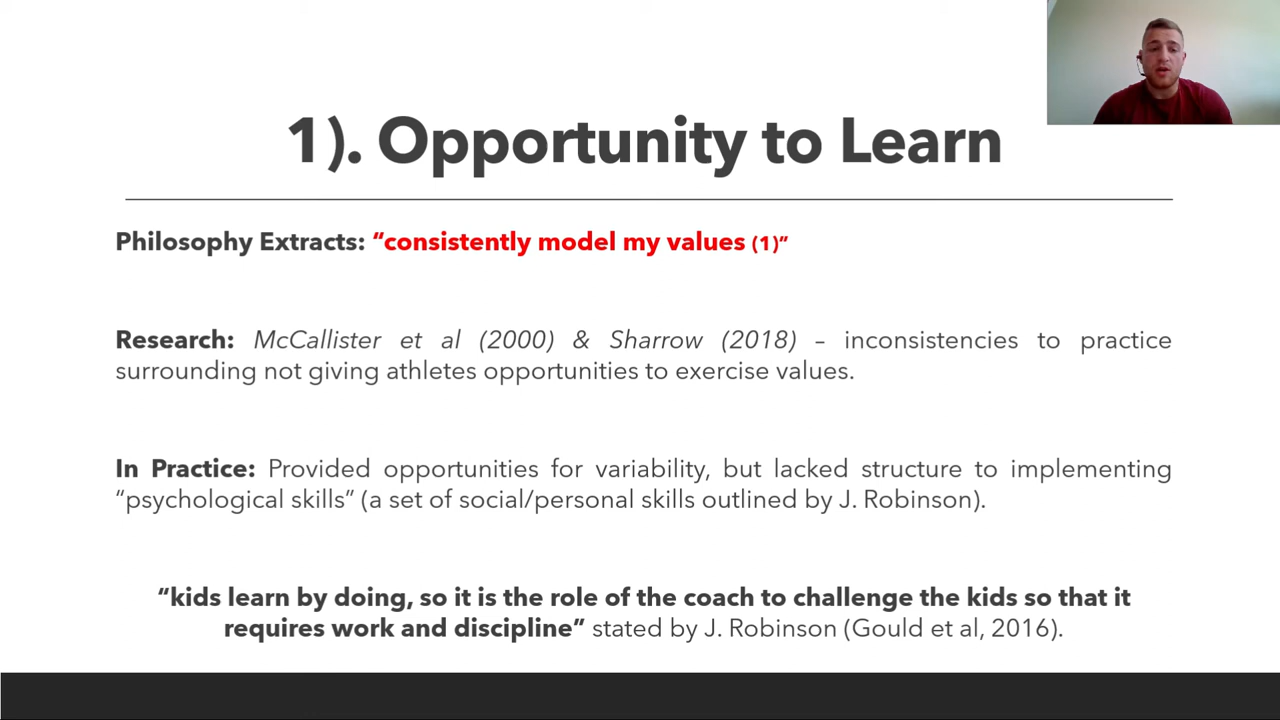 1). Opportunity to Learn
Philosophy Extracts: “consistently model my values (1)”
Research: McCallister et al (2000) & Sharrow (2018) – inconsistencies to practice
surrounding not giving athletes opportunities to exercise values.
In Practice: Provided opportunities for variability, but lacked structure to implementing
“psychological skills” (a set of social/personal skills outlined by J. Robinson).
“kids learn by doing, so it is the role of the coach to challenge the kids so that it
requires work and discipline” stated by J. Robinson (Gould et al, 2016).